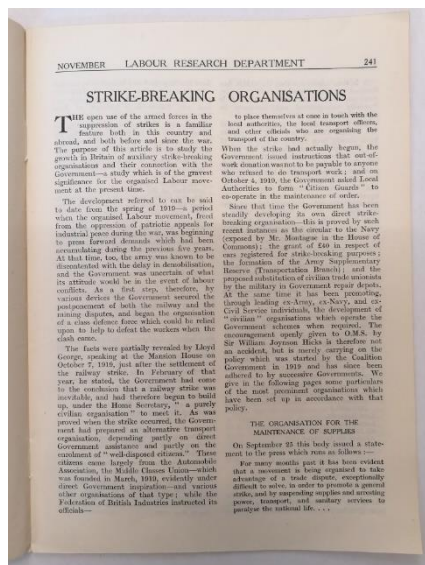 NOVEMBER LABOUR RESEARCH DEPARTMENT 241
STRIKE-BREAKING ORGANISATIONS
THE open use of the armed forces in the
suppression of strikes is a familiar
feature both in this country and
abroad, and both before and since the war.
The purpose of this article is to study the
growth in Britain of auxiliary strike-breaking
organisations and their connection with the
Government—a study which is of the gravest
significance for the organised Labour move-
ment at the present time.
The development referred to can be said
to date from the spring of 1919—a period
when the organised Labour movement, freed
from the oppression of patriotic appeals for
industrial peace during the war, was beginning
to press forward demands which had been
accumulating during the previous five years.
At that time, too, the army was known to be
discontented with the delay in demobilisation,
and the Government was uncertain of what
its attitude would be in the event of labour
conflicts. As a first step, therefore, by
various devices the Government secured the
postponement of both the railway and the
mining disputes, and began the organisation
of a class defence force which could be relied
upon to help to defeat the workers when the
clash came.
The facts were partially revealed by Lloyd
George, speaking at the Mansion House on
October 7, 1919, just after the settlement of
the railway strike. In February of that
year, he stated, the Government had come
to the conclusion that a railway strike was
inevitable, and had therefore begun to build
up, under the Home Secretary, " a purely
civilian organisation " to meet it. As was
proved when the strike occurred, the Govern-
ment had prepared an alternative transport
organisation, depending partly on direct
Government assistance and partly on the
enrolment of " well-disposed citizens." These
citizens came largely from the Automobile
Association, the Middle Classes Union—which
was founded in March, 1919, evidently under
direct Government inspiration—and various
other organisations of that type ; while the
Federation of British Industries instructed its
officials—
to place themselves at once in touch with the
local authorities, the local transport officers,
and other officials who are organising the
transport of the country.
When the strike had actually begun, the
Government issued instructions that out-of-
work donation was not to be payable to anyone
who refused to do transport work ; and on
October 4, 1919, the Government asked Local
Authorities to form " Citizen Guards " to
co-operate in the maintenance of order.
Since that time the Government has been
steadily developing its own direct strike-
breaking organisation—this is proved by such
recent instances as the circular to the Navy
(exposed by Mr. Montague in the House of
Commons) ; the grant of £40 in respect of
cars registered for strike-breaking purposes ;
the formation of the Army Supplementary
Reserve (Transportation Branch) ; and the
proposed substitution of civilian trade unionists
by the military in Government repair depots.
At the same time it has been promoting,
through leading ex-Army, ex-Navy, and ex-
Civil Service individuals, the development of
" civilian " organisations which operate the
Government schemes when required. The
encouragement openly given to O.M.S. by
Sir William Joynson Hicks is therefore not
an accident, but is merely carrying on the
policy which was started by the Coalition
Government in 1919 and has since been
adhered to by successive Governments. We
give in the following pages some particulars
of the most prominent organisations which
have been set up in accordance with that
policy.
THE ORGANISATION FOR THE
MAINTENANCE OF SUPPLIES
On September 25 this body issued a state-
ment to the press which runs as follows :—
For many months past it has been evident
that a movement is being organised to take
advantage of a trade dispute, exceptionally
difficult to solve, in order to promote a general
strike, and by suspending supplies and arresting
power, transport, and sanitary services to
paralyse the national life. . . .